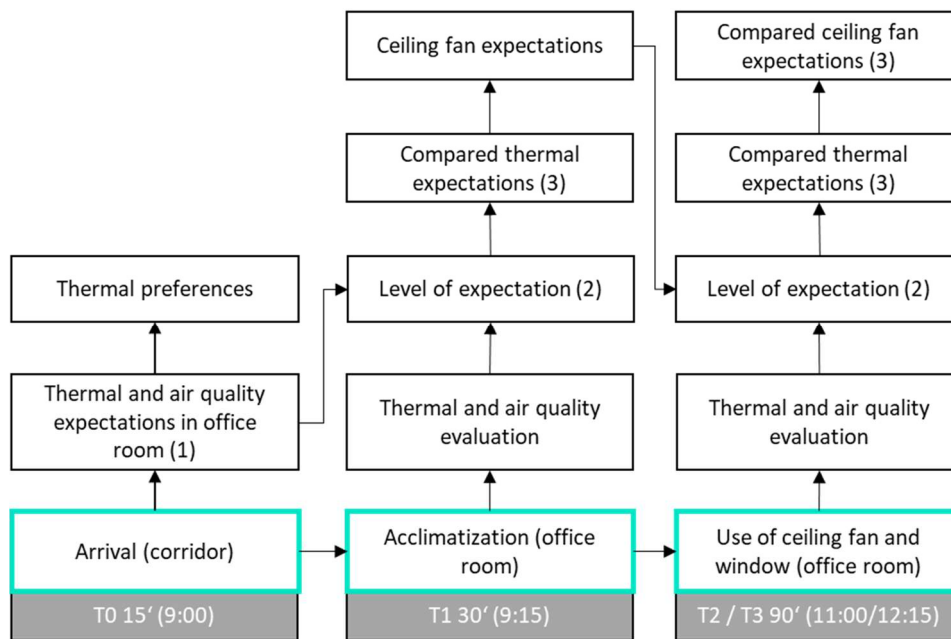 Ceiling fan expectations
Compared ceiling fan
expectations (3)
Compared thermal
expectations (3)
Compared thermal
expectations (3)
Thermal preferences
Level of expectation (2)
Level of expectation (2)
Thermal and air quality
expectations in office
room (1)
Thermal and air quality
evaluation
Thermal and air quality
evaluation
Arrival (corridor)
Acclimatization (office
room)
Use of ceiling fan and
window (office room)
T0 15‘ (9:00)
T1 30‘ (9:15)
T2 / T3 90‘ (11:00/12:15)